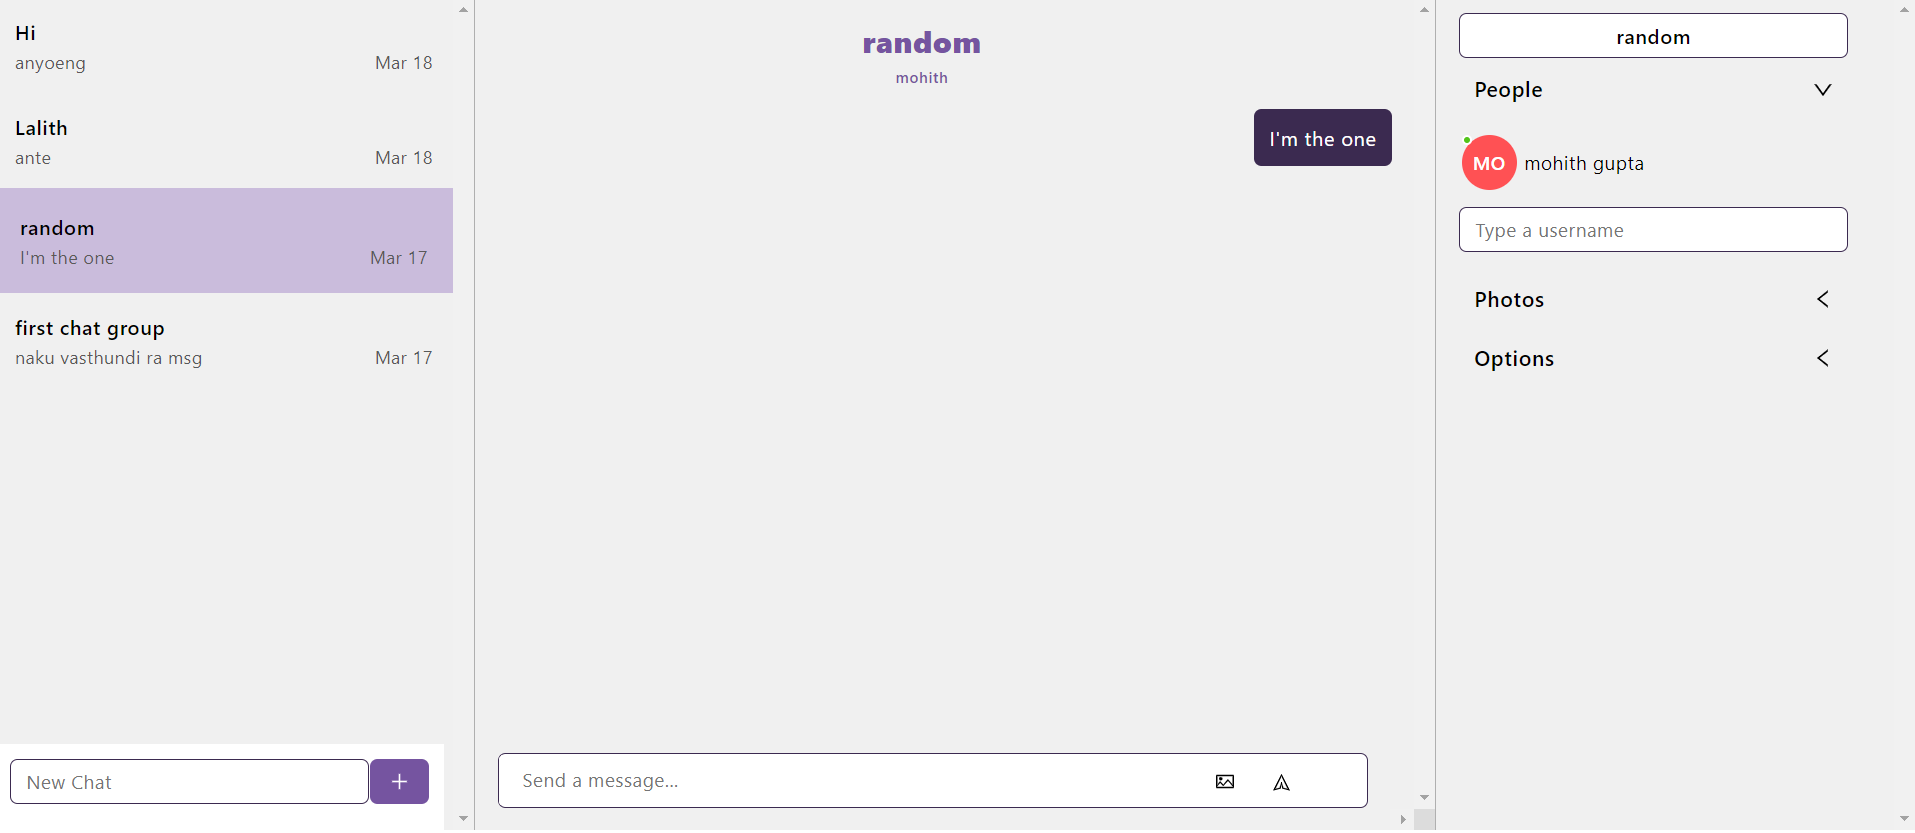 Hi
anyoeng Mar 18
Lalith
ante Mar 18
random
I'm the one Mar 17
first chat group
naku vasthundi ra msg Mar 17
New Chat
random
mohith
I'm the one
Send a message...
random
People
MO mohith gupta
Type a username
Photos
Options